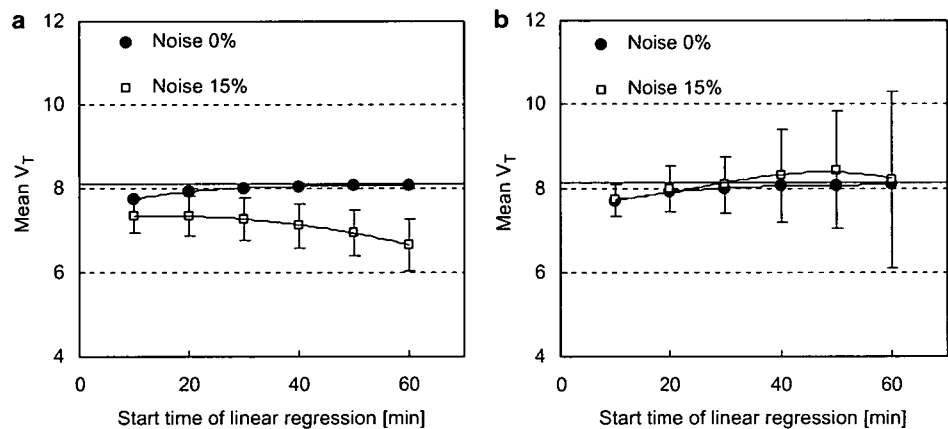 a
12
10
8
6
4
Mean V_T
Noise 0%
Noise 15%
0 20 40 60
Start time of linear regression [min]
b
12
10
8
6
4
Mean V_T
Noise 0%
Noise 15%
0 20 40 60
Start time of linear regression [min]